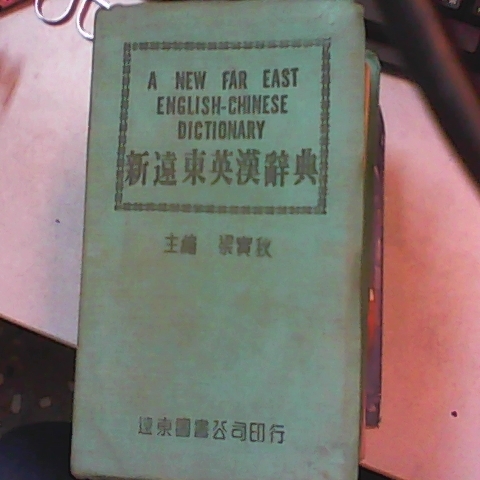 A NEW FAR EAST
ENGLISH-CHINESE
DICTIONARY
新遠東英漢辭典
主編 梁實秋
遠東圖書公司印行